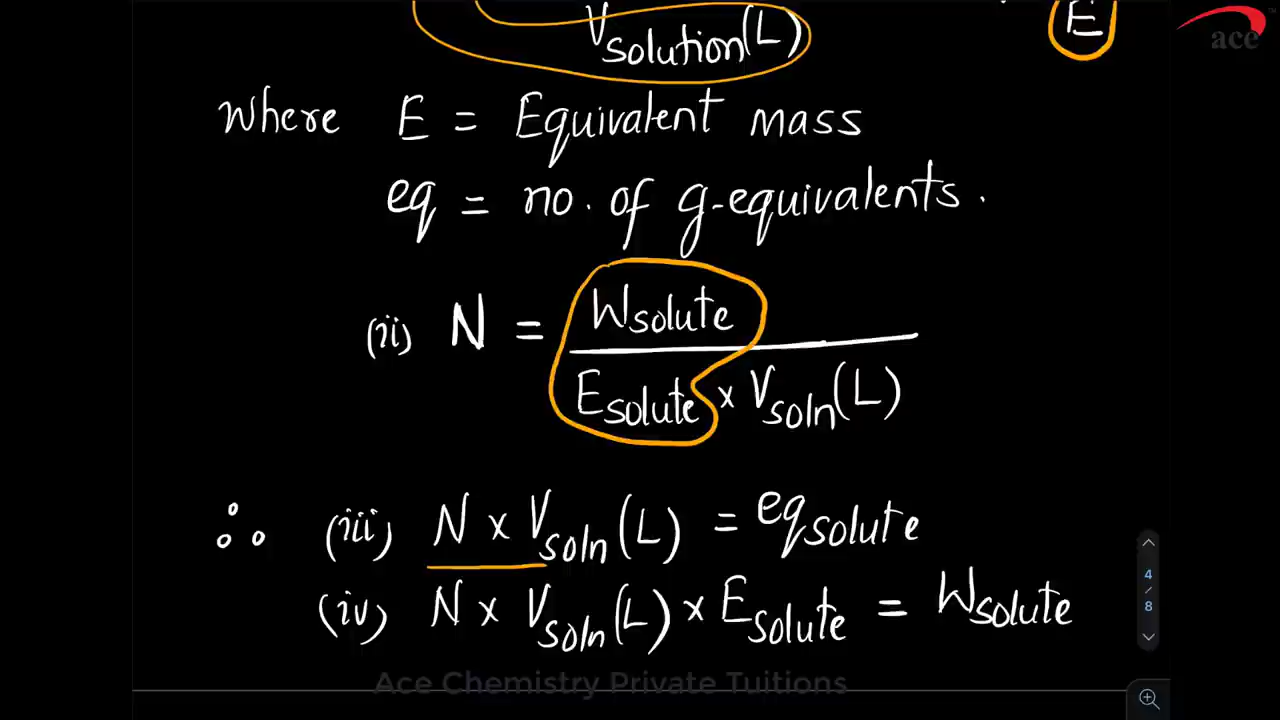 V solution (L)
E
ace
Where E = Equivalent mass
eq = no. of g-equivalents.
(ii) N = Wsolute / Esolute × Vsoln (L)
∴ (iii) N × Vsoln (L) = eqsolute
(iv) N × Vsoln (L) × Esolute = Wsolute
4
/
8
Ace Chemistry Private Tuitions